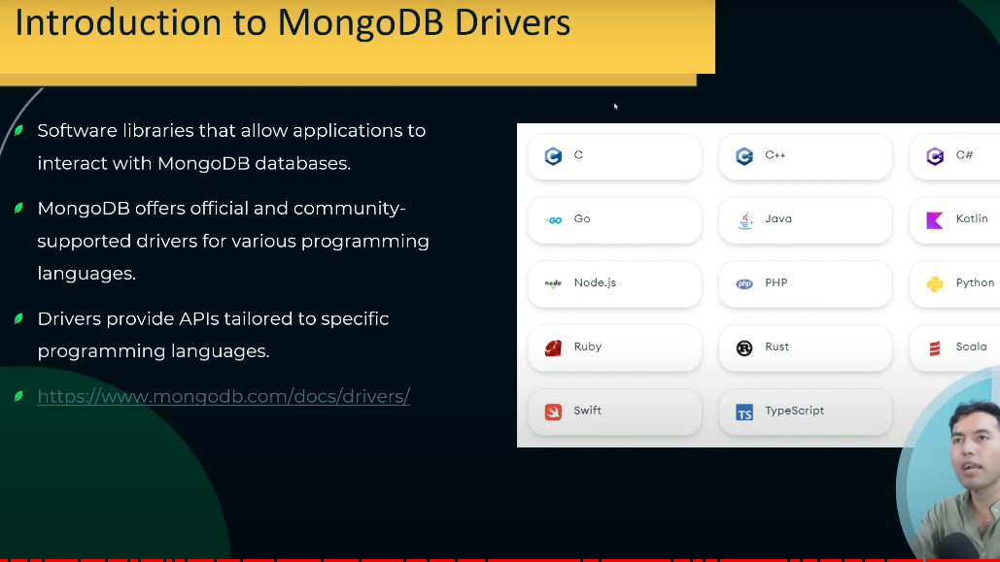 Introduction to MongoDB Drivers
Software libraries that allow applications to
interact with MongoDB databases.
MongoDB offers official and community-
supported drivers for various programming
languages.
Drivers provide APIs tailored to specific
programming languages.
https://www.mongodb.com/docs/drivers/
C
C++
C#
GO
Go
Java
Kotlin
node
Node.js
php
PHP
Python
Ruby
R
Rust
Scala
Swift
TS
TypeScript